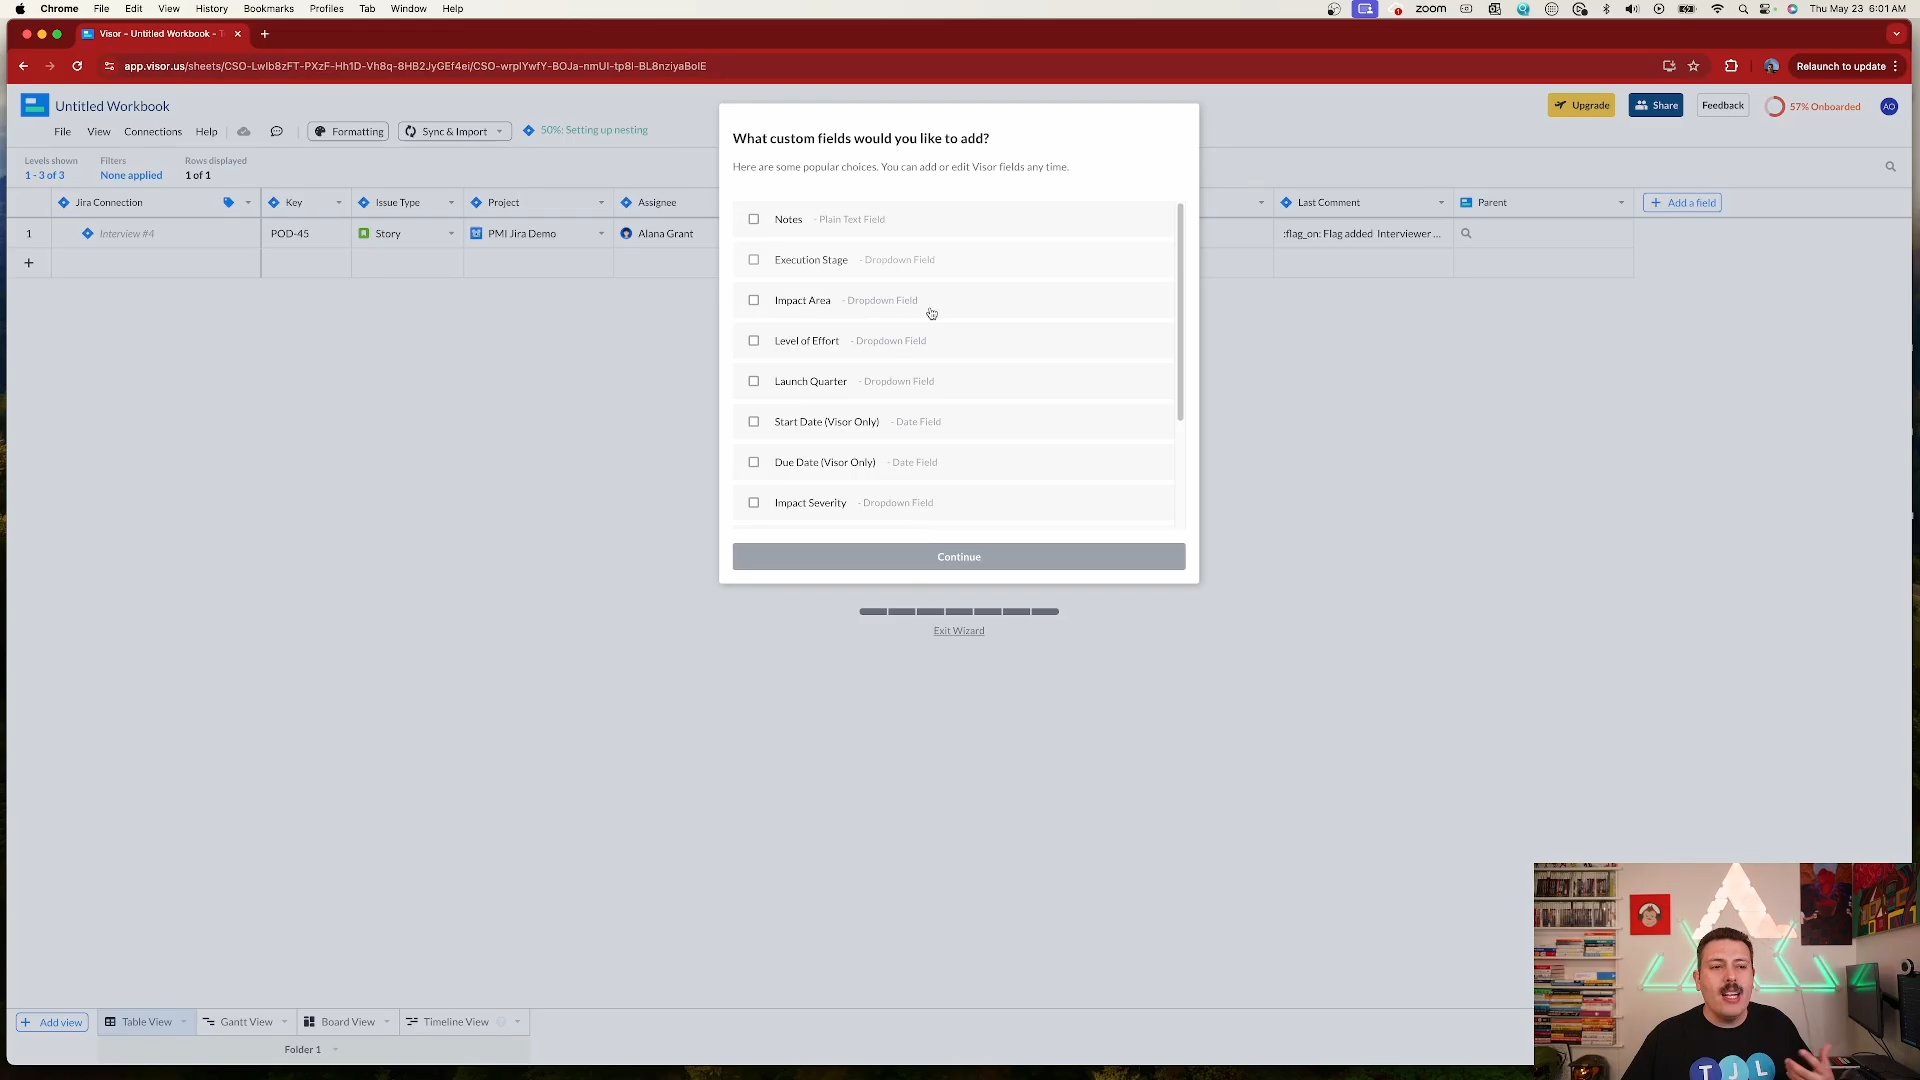 Chrome File Edit View History Bookmarks Profiles Tab Window Help
zoom
Thu May 23 6:01 AM
Visor - Untitled Workbook - T
app.visor.us/sheets/CSO-LwIb8zFT-PXzF-Hh1D-Vh8q-8HB2JyGEf4ei/CSO-wrplYwfY-BOJa-nmUI-tp8I-BL8nziyaBolE
Relaunch to update
Untitled Workbook
Upgrade
Share
Feedback
57% Onboarded
AO
File View Connections Help
Formatting
Sync & Import
50%: Setting up nesting
Levels shown
1 - 3 of 3
Filters
None applied
Rows displayed
1 of 1
Jira Connection Key Issue Type Project Assignee Last Comment Parent
+ Add a field
1 Interview #4 POD-45 Story PMI Jira Demo Alana Grant :flag_on: Flag added Interviewer ...
+
What custom fields would you like to add?
Here are some popular choices. You can add or edit Visor fields any time.
Notes - Plain Text Field
Execution Stage - Dropdown Field
Impact Area - Dropdown Field
Level of Effort - Dropdown Field
Launch Quarter - Dropdown Field
Start Date (Visor Only) - Date Field
Due Date (Visor Only) - Date Field
Impact Severity - Dropdown Field
Continue
Exit Wizard
+ Add view
Table View
Gantt View
Board View
Timeline View
Folder 1
TJL